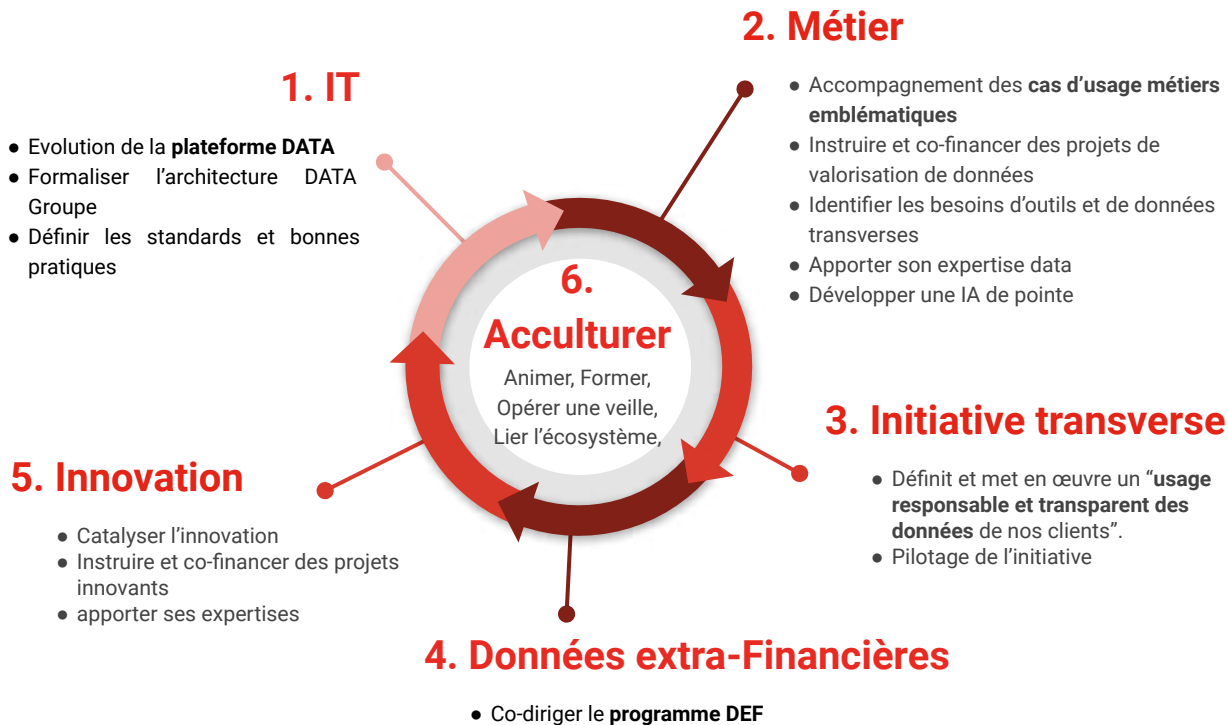 1. IT
● Evolution de la plateforme DATA
● Formaliser l'architecture DATA
Groupe
● Définir les standards et bonnes
pratiques
2. Métier
● Accompagnement des cas d'usage métiers
emblématiques
● Instruire et co-financer des projets de
valorisation de données
● Identifier les besoins d'outils et de données
transverses
● Apporter son expertise data
● Développer une IA de pointe
3. Initiative transverse
● Définit et met en œuvre un “usage
responsable et transparent des
données de nos clients”.
● Pilotage de l'initiative
4. Données extra-Financières
● Co-diriger le programme DEF
5. Innovation
● Catalyser l'innovation
● Instruire et co-financer des projets
innovants
● apporter ses expertises
6.
Acculturer
Animer, Former,
Opérer une veille,
Lier l'écosystème,